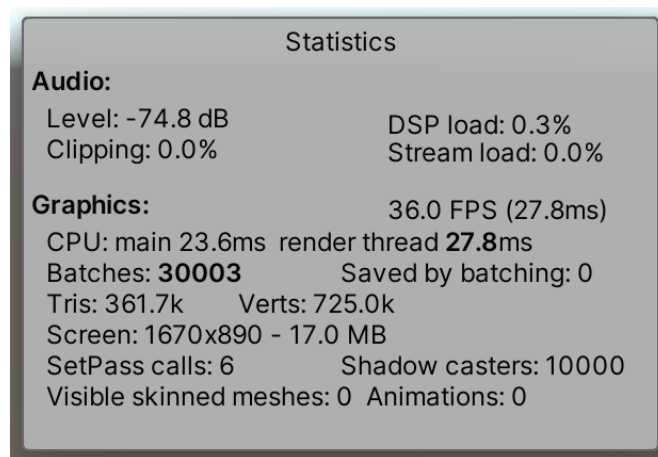 Statistics
Audio:
Level: -74.8 dB DSP load: 0.3%
Clipping: 0.0% Stream load: 0.0%
Graphics: 36.0 FPS (27.8ms)
CPU: main 23.6ms render thread 27.8ms
Batches: 30003 Saved by batching: 0
Tris: 361.7k Verts: 725.0k
Screen: 1670x890 - 17.0 MB
SetPass calls: 6 Shadow casters: 10000
Visible skinned meshes: 0 Animations: 0